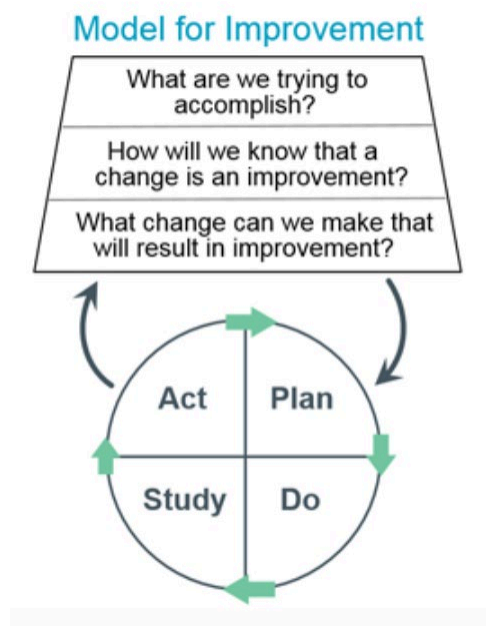 Model for Improvement
What are we trying to
accomplish?
How will we know that a
change is an improvement?
What change can we make that
will result in improvement?
Act
Plan
Study
Do